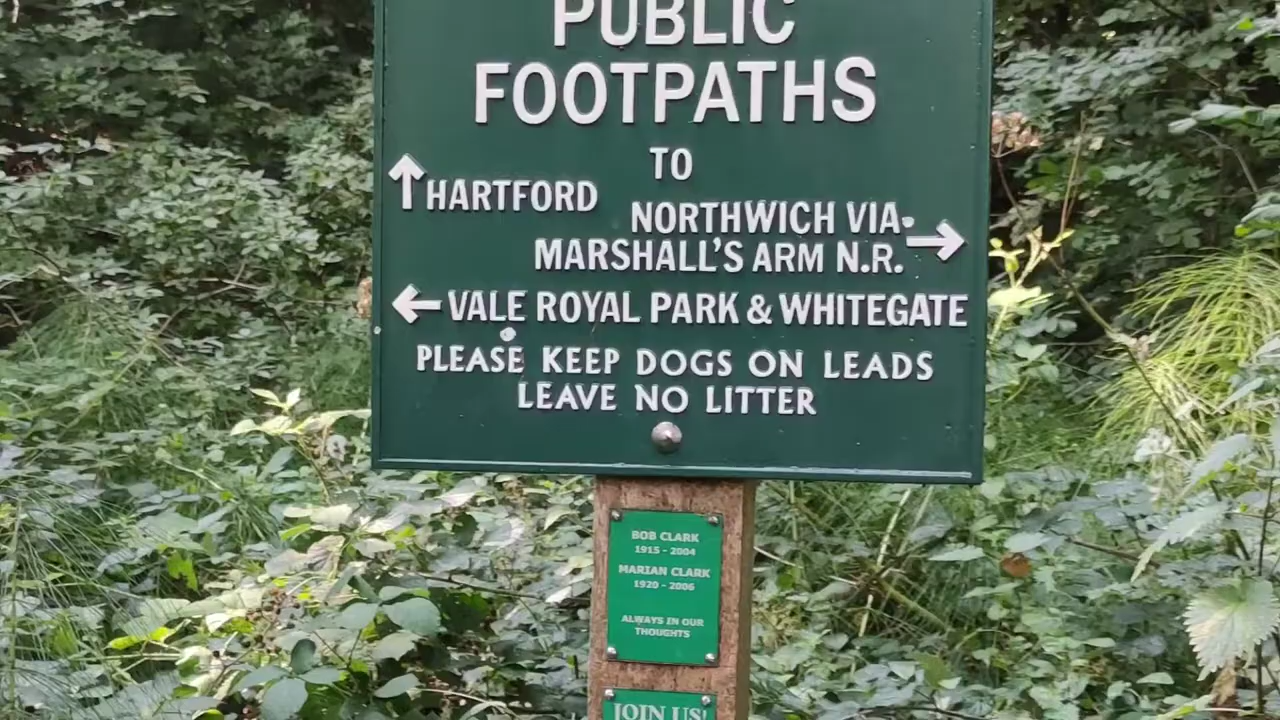 PUBLIC
FOOTPATHS
TO
HARTFORD
NORTHWICH VIA
MARSHALL'S ARM N.R.
VALE ROYAL PARK & WHITEGATE
PLEASE KEEP DOGS ON LEADS
LEAVE NO LITTER
BOB CLARK
1915 - 2004
MARIAN CLARK
1920 - 2006
ALWAYS IN OUR
THOUGHTS
JOIN US!